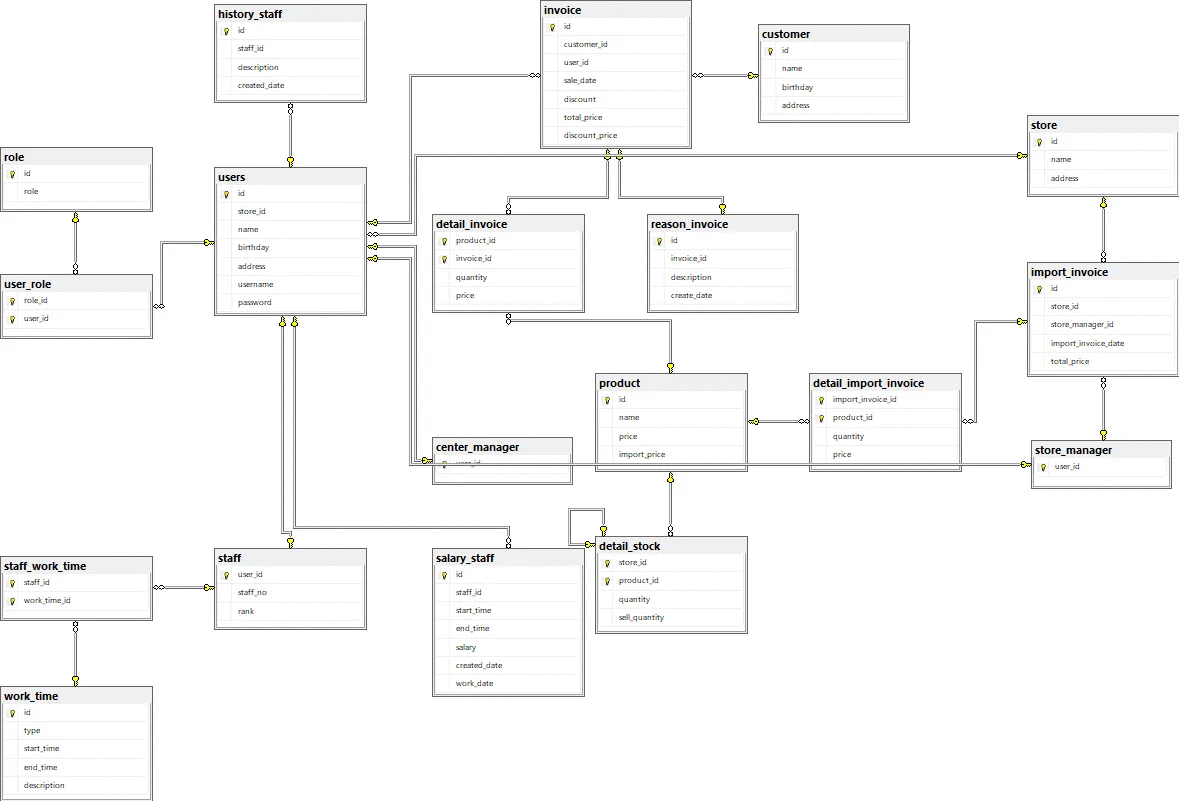 history_staff
id
staff_id
description
created_date
invoice
id
customer_id
user_id
sale_date
discount
total_price
discount_price
customer
id
name
birthday
address
store
id
name
address
role
id
role
users
id
store_id
name
birthday
address
username
password
detail_invoice
product_id
invoice_id
quantity
price
reason_invoice
id
invoice_id
description
create_date
user_role
role_id
user_id
import_invoice
id
store_id
store_manager_id
import_invoice_date
total_price
product
id
name
price
import_price
detail_import_invoice
import_invoice_id
product_id
quantity
price
center_manager
user_id
store_manager
user_id
staff_work_time
staff_id
work_time_id
staff
user_id
staff_no
rank
salary_staff
id
staff_id
start_time
end_time
salary
created_date
work_date
detail_stock
store_id
product_id
quantity
sell_quantity
work_time
id
type
start_time
end_time
description